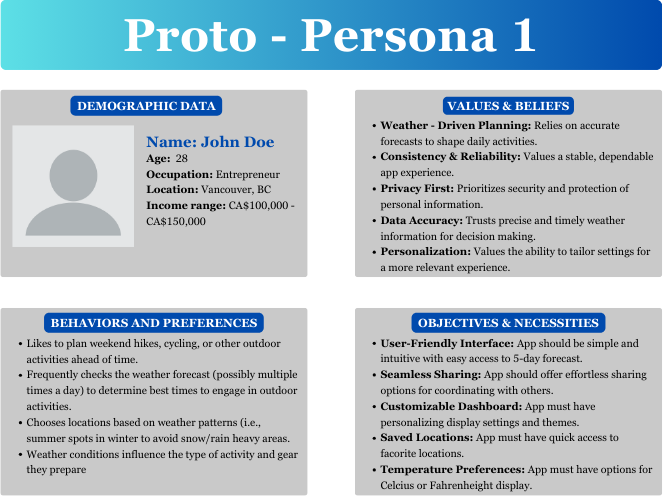 Proto - Persona 1
DEMOGRAPHIC DATA
Name: John Doe
Age: 28
Occupation: Entrepreneur
Location: Vancouver, BC
Income range: CA$100,000 -
CA$150,000
VALUES & BELIEFS
• Weather - Driven Planning: Relies on accurate
forecasts to shape daily activities.
• Consistency & Reliability: Values a stable, dependable
app experience.
• Privacy First: Prioritizes security and protection of
personal information.
• Data Accuracy: Trusts precise and timely weather
information for decision making.
• Personalization: Values the ability to tailor settings for
a more relevant experience.
BEHAVIORS AND PREFERENCES
• Likes to plan weekend hikes, cycling, or other outdoor
activities ahead of time.
• Frequently checks the weather forecast (possibly multiple
times a day) to determine best times to engage in outdoor
activities.
• Chooses locations based on weather patterns (i.e.,
summer spots in winter to avoid snow/rain heavy areas.
• Weather conditions influence the type of activity and gear
they prepare
OBJECTIVES & NECESSITIES
• User-Friendly Interface: App should be simple and
intuitive with easy access to 5-day forecast.
• Seamless Sharing: App should offer effortless sharing
options for coordinating with others.
• Customizable Dashboard: App must have
personalizing display settings and themes.
• Saved Locations: App must have quick access to
facorite locations.
• Temperature Preferences: App must have options for
Celcius or Fahrenheight display.